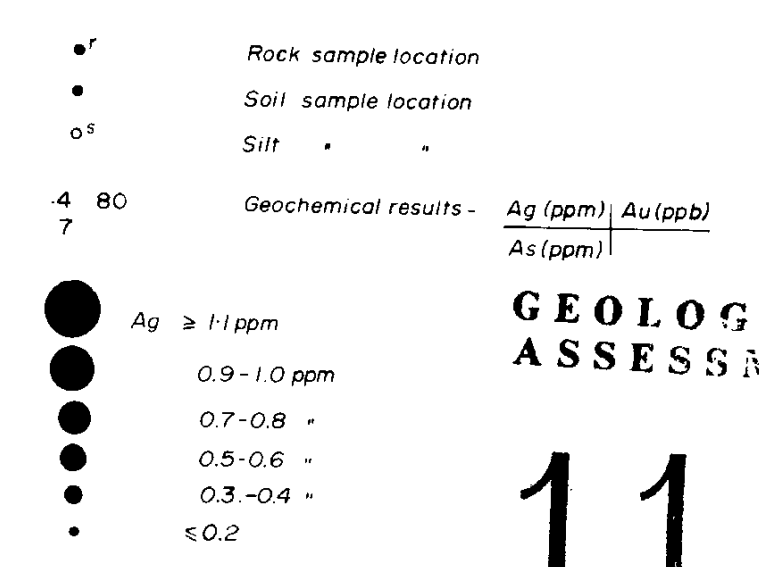 r Rock sample location
Soil sample location
s Silt " "
.4 80 Geochemical results - Ag (ppm) Au (ppb)
7 As (ppm)
Ag ≥ 1·1 ppm
0.9 - 1.0 ppm
0.7 - 0.8 "
0.5 - 0.6 "
0.3. - 0.4 "
≤ 0.2
GEOLOG
ASSESS
11